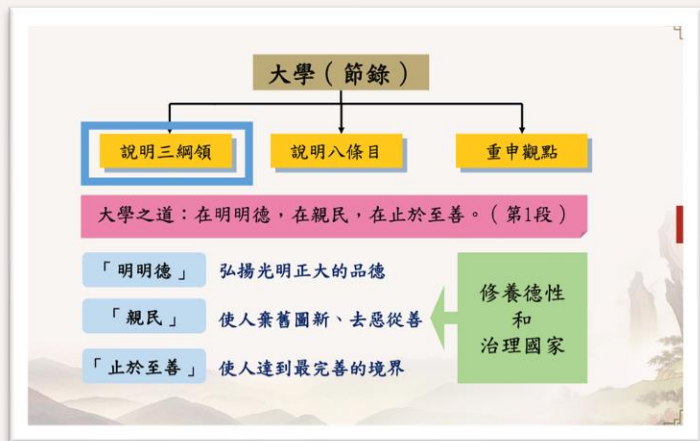 大學（節錄）
說明三綱領
說明八條目
重申觀點
大學之道：在明明德，在親民，在止於至善。（第1段）
「明明德」
弘揚光明正大的品德
「親民」
使人棄舊圖新、去惡從善
「止於至善」
使人達到最完善的境界
修養德性
和
治理國家